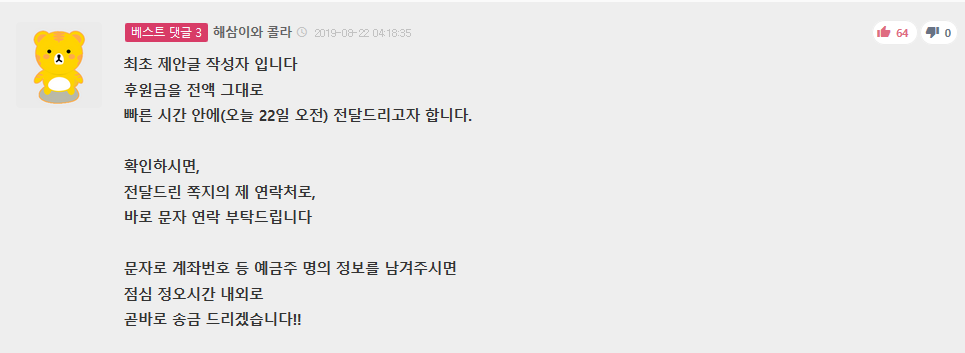 베스트 댓글 3 해삼이와 콜라 2019-08-22 04:18:35 64 0
최초 제안글 작성자 입니다
후원금을 전액 그대로
빠른 시간 안에(오늘 22일 오전) 전달드리고자 합니다.
확인하시면,
전달드린 쪽지의 제 연락처로,
바로 문자 연락 부탁드립니다
문자로 계좌번호 등 예금주 명의 정보를 남겨주시면
점심 정오시간 내외로
곧바로 송금 드리겠습니다!!